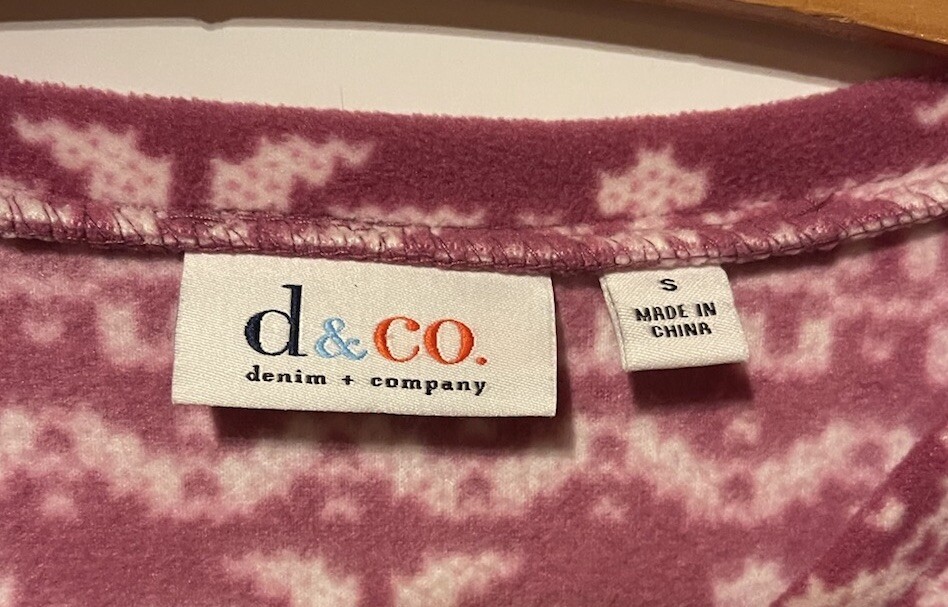 d&co.
denim + company
S
MADE IN
CHINA